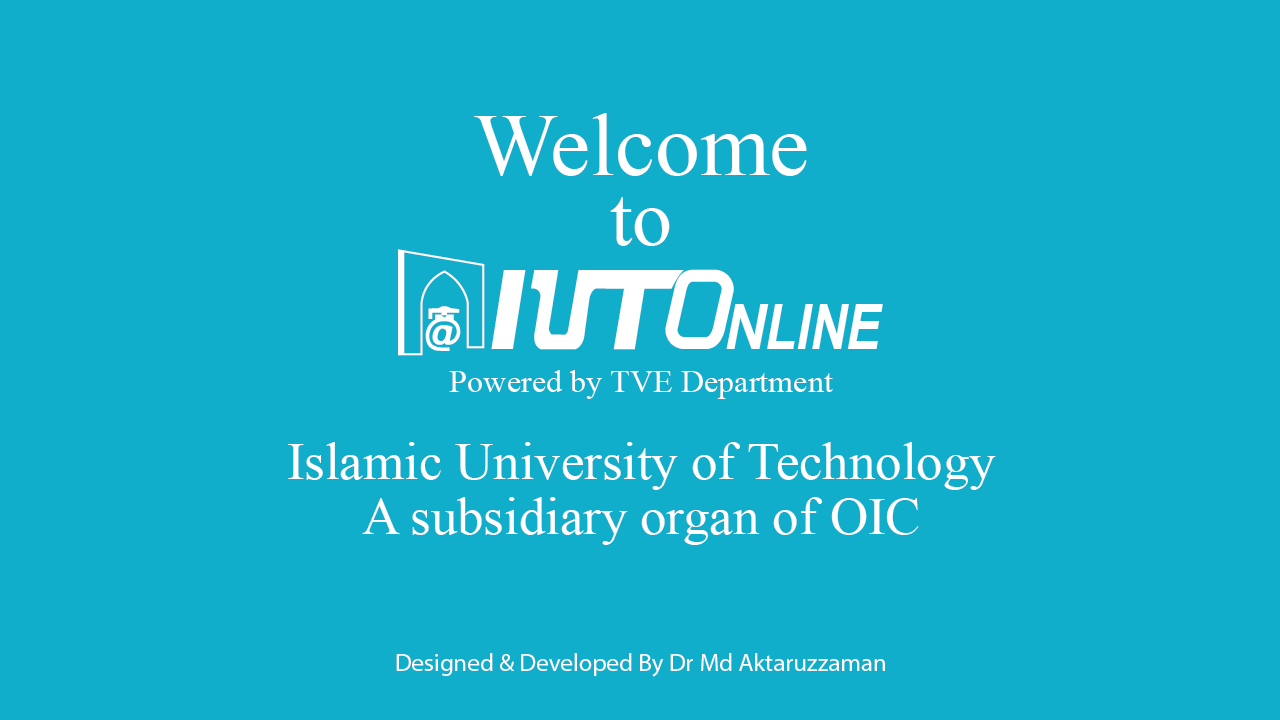 Welcome
to
@ IUTONLINE
Powered by TVE Department
Islamic University of Technology
A subsidiary organ of OIC
Designed & Developed By Dr Md Aktaruzzaman